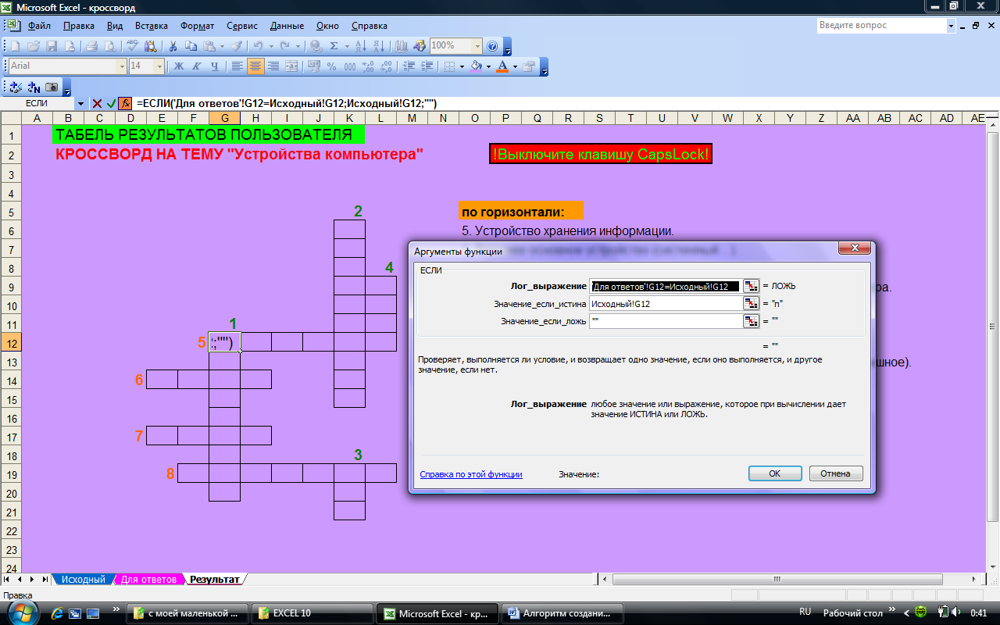 Microsoft Excel - кроссворд
Файл Правка Вид Вставка Формат Сервис Данные Окно Справка
Введите вопрос
100%
Arial 14 Ж К Ч
ЕСЛИ =ЕСЛИ('Для ответов'!G12=Исходный!G12;Исходный!G12;"")
A B C D E F G H I J K L M N O P Q R S T U V W X Y Z AA AB AC AD AE
1 ТАБЕЛЬ РЕЗУЛЬТАТОВ ПОЛЬЗОВАТЕЛЯ
2 КРОССВОРД НА ТЕМУ "Устройства компьютера" !Выключите клавишу CapsLock!
3
4
5 2 по горизонтали:
6 5. Устройство хранения информации.
7
8 4
9 ра.
10
11 1
12 5 ;"")
13 шное).
14 6
15
16
17 7
18 3
19 8
20
21
22
23
24
Аргументы функции
ЕСЛИ
Лог_выражение 'Для ответов'!G12=Исходный!G12 = ЛОЖЬ
Значение_если_истина Исходный!G12 = "п"
Значение_если_ложь "" = ""
= ""
Проверяет, выполняется ли условие, и возвращает одно значение, если оно выполняется, и другое
значение, если нет.
Лог_выражение любое значение или выражение, которое при вычислении дает
значение ИСТИНА или ЛОЖЬ.
Справка по этой функции Значение: ОК Отмена
Исходный Для ответов Результат
Правка
с моей маленькой ... EXCEL 10 Microsoft Excel - кр... Алгоритм создани... RU Рабочий стол 0:41